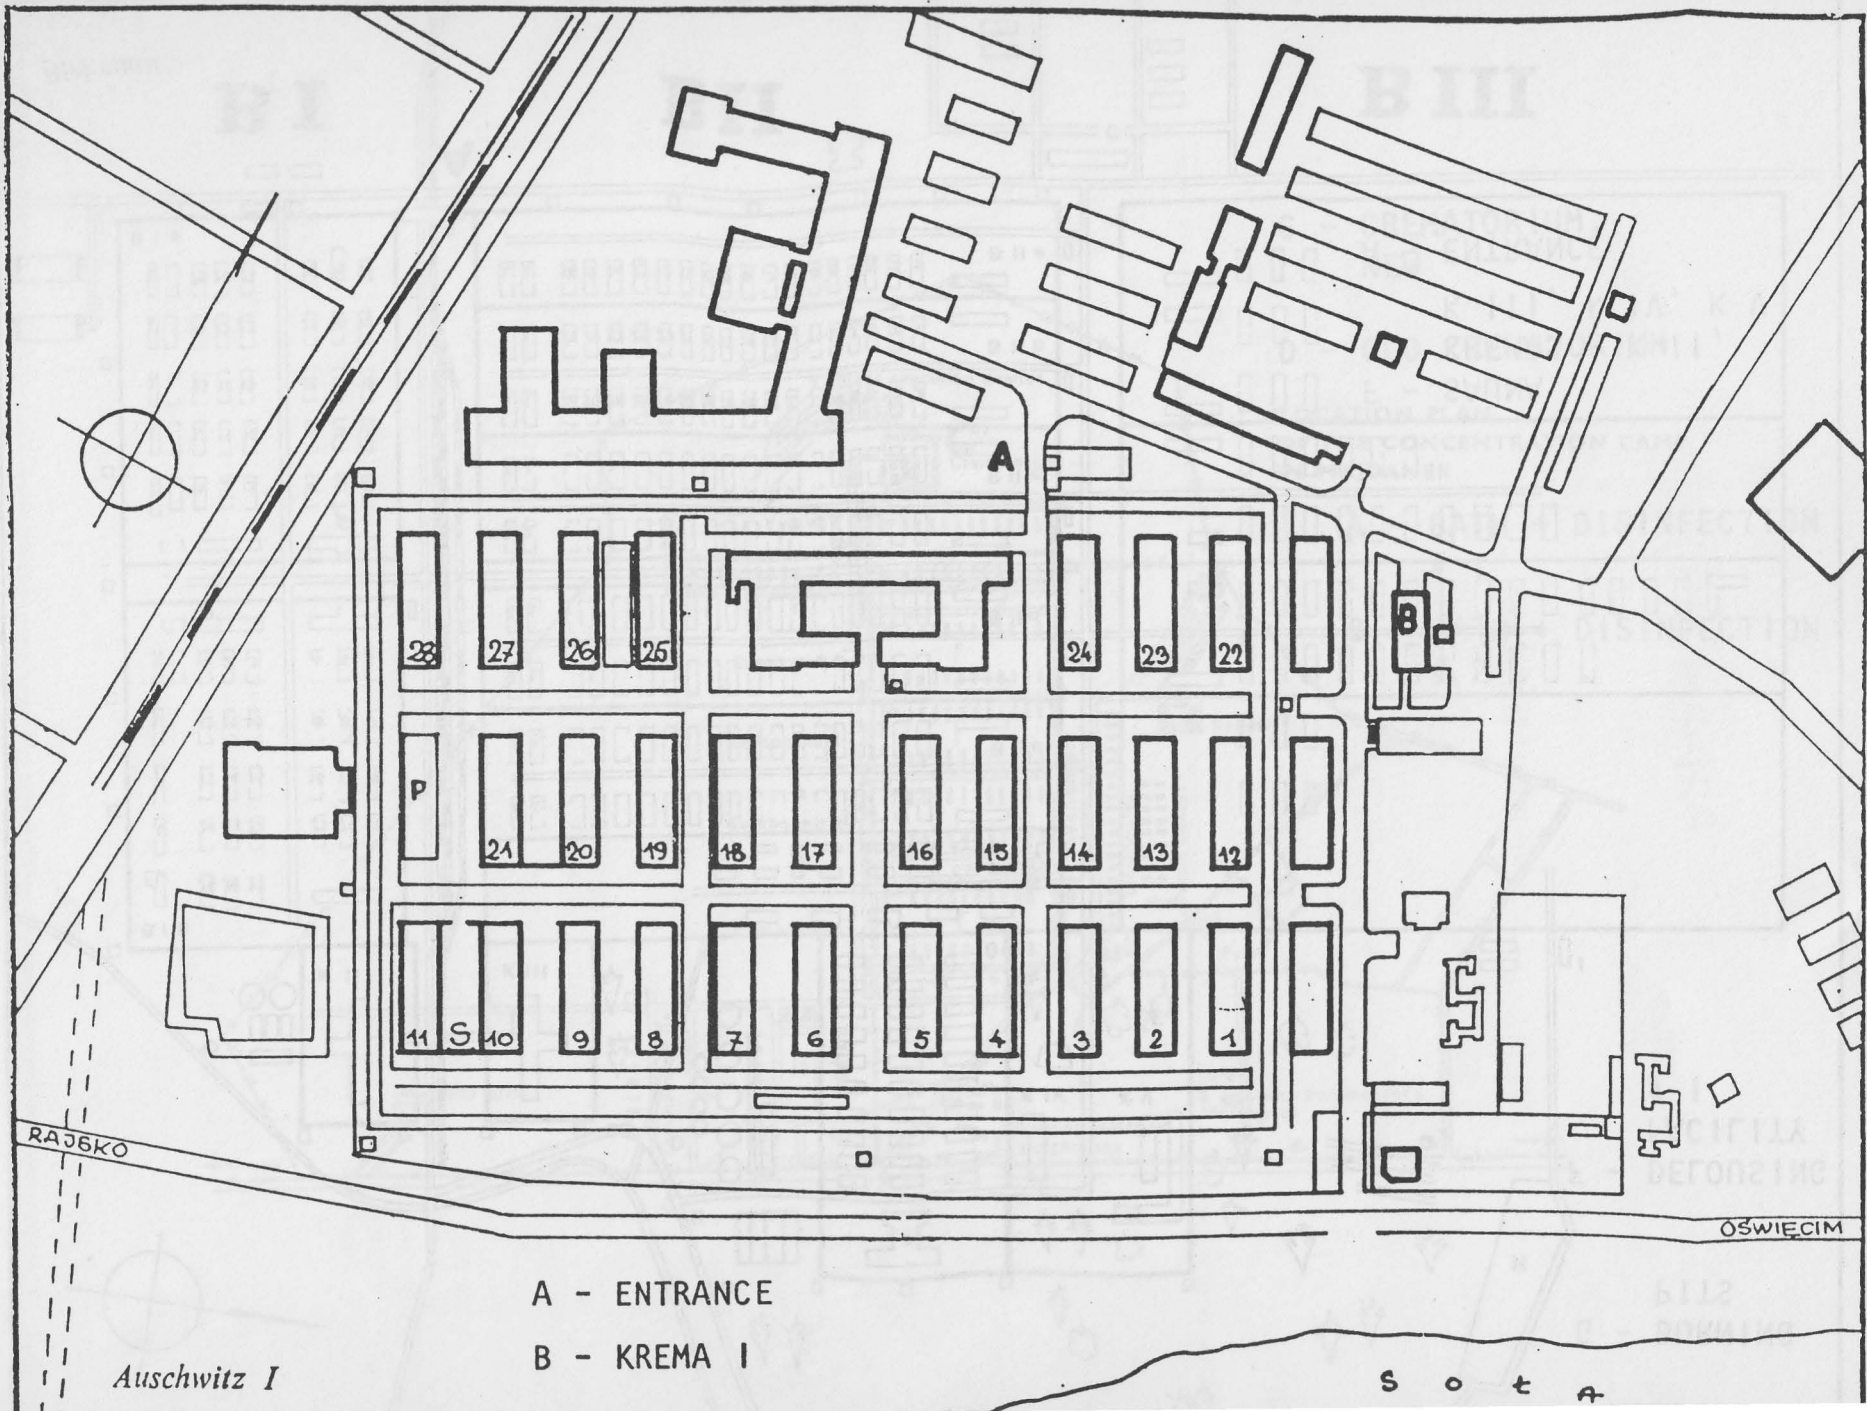 A
B
28 27 26 25 24 23 22
P
21 20 19 18 17 16 15 14 13 12
11 S 10 9 8 7 6 5 4 3 2 1
RAJSKO
OŚWIĘCIM
A - ENTRANCE
B - KREMA I
Auschwitz I
SOŁA